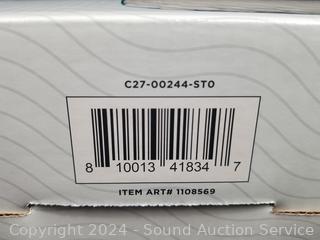 C27-00244-ST0
8 10013 41834 7
ITEM ART# 1108569
Copyright © 2024 - Sound Auction Service